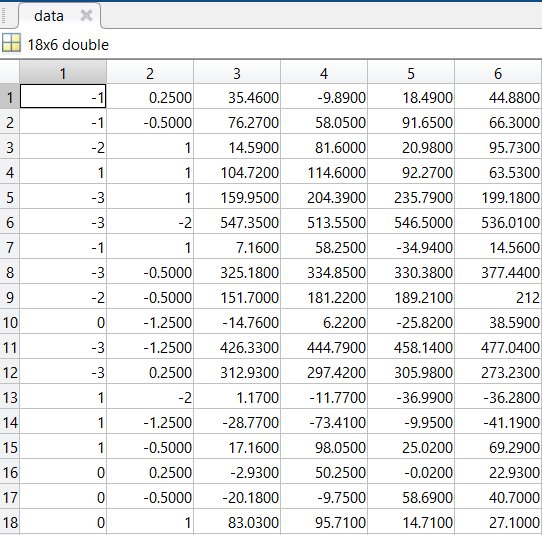 data
18x6 double
1 2 3 4 5 6
1 -1 0.2500 35.4600 -9.8900 18.4900 44.8800
2 -1 -0.5000 76.2700 58.0500 91.6500 66.3000
3 -2 1 14.5900 81.6000 20.9800 95.7300
4 1 1 104.7200 114.6000 92.2700 63.5300
5 -3 1 159.9500 204.3900 235.7900 199.1800
6 -3 -2 547.3500 513.5500 546.5000 536.0100
7 -1 1 7.1600 58.2500 -34.9400 14.5600
8 -3 -0.5000 325.1800 334.8500 330.3800 377.4400
9 -2 -0.5000 151.7000 181.2200 189.2100 212
10 0 -1.2500 -14.7600 6.2200 -25.8200 38.5900
11 -3 -1.2500 426.3300 444.7900 458.1400 477.0400
12 -3 0.2500 312.9300 297.4200 305.9800 273.2300
13 1 -2 1.1700 -11.7700 -36.9900 -36.2800
14 1 -1.2500 -28.7700 -73.4100 -9.9500 -41.1900
15 1 -0.5000 17.1600 98.0500 25.0200 69.2900
16 0 0.2500 -2.9300 50.2500 -0.0200 22.9300
17 0 -0.5000 -20.1800 -9.7500 58.6900 40.7000
18 0 1 83.0300 95.7100 14.7100 27.1000